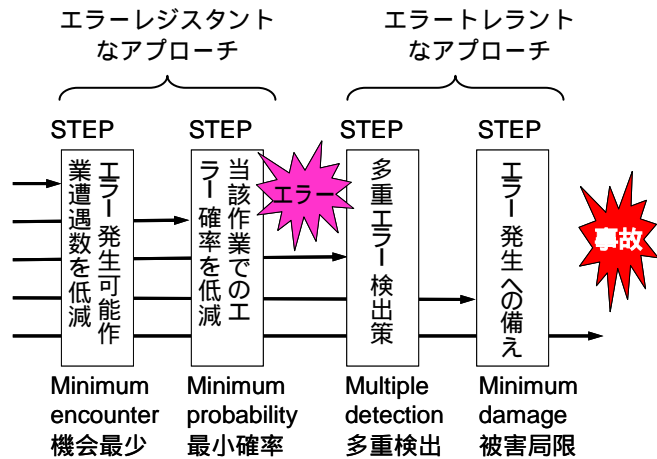 エラーレジスタント
なアプローチ
エラートレラント
なアプローチ
STEP
STEP
STEP
STEP
エラー発生可能作
業遭遇数を低減
当該作業でのエ
ラー確率を低減
エラー
多重エラー検出策
エラー発生への備え
事故
Minimum
encounter
機会最少
Minimum
probability
最小確率
Multiple
detection
多重検出
Minimum
damage
被害局限